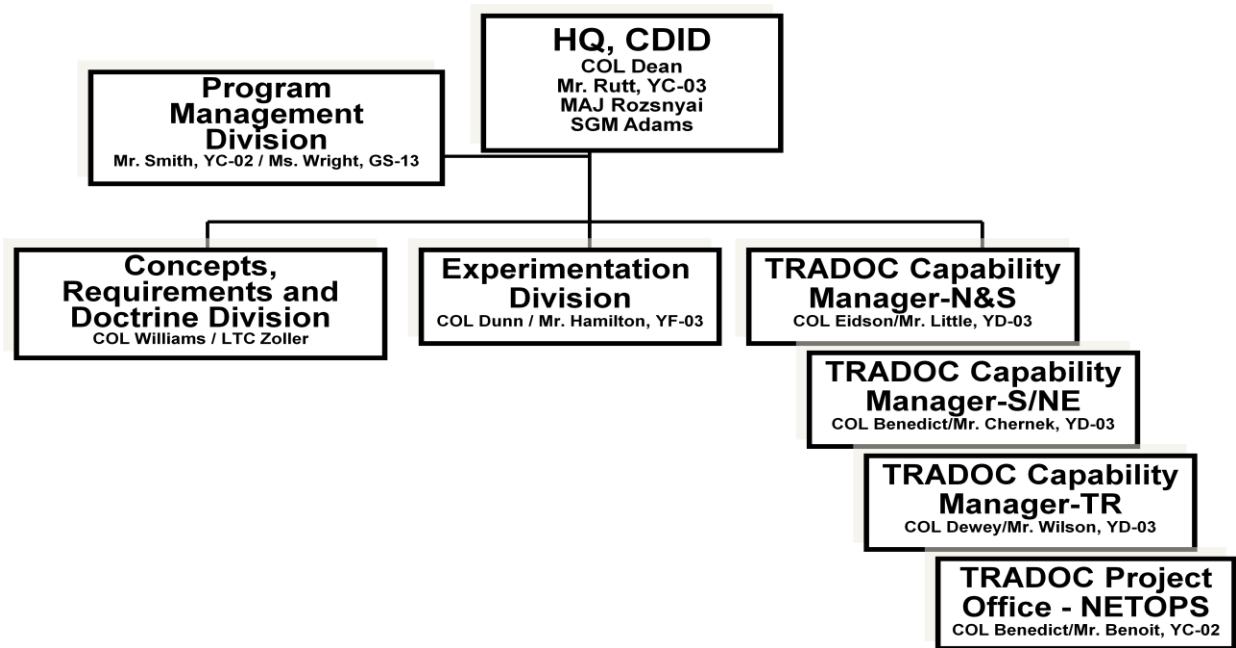 HQ, CDID
COL Dean
Mr. Rutt, YC-03
MAJ Rozsnyai
SGM Adams
Program
Management
Division
Mr. Smith, YC-02 / Ms. Wright, GS-13
Concepts,
Requirements and
Doctrine Division
COL Williams / LTC Zoller
Experimentation
Division
COL Dunn / Mr. Hamilton, YF-03
TRADOC Capability
Manager-N&S
COL Eidson/Mr. Little, YD-03
TRADOC Capability
Manager-S/NE
COL Benedict/Mr. Chernek, YD-03
TRADOC Capability
Manager-TR
COL Dewey/Mr. Wilson, YD-03
TRADOC Project
Office - NETOPS
COL Benedict/Mr. Benoit, YC-02